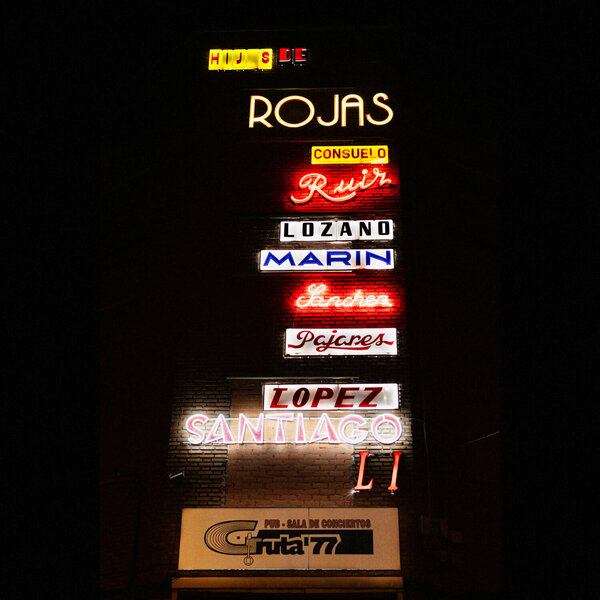 HIJ S DE
ROJAS
CONSUELO
Ruiz
LOZANO
MARIN
Sanchez
Pajares
LOPEZ
SANTIAGO
LI
PUB - SALA DE CONCIERTOS
Gruta'77